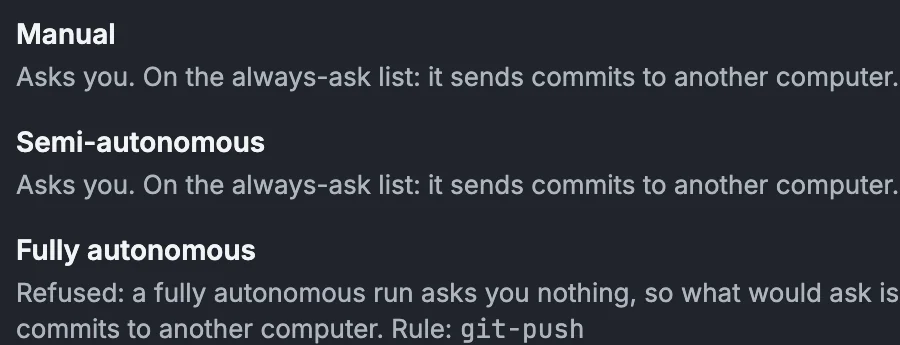 Manual
Asks you. On the always-ask list: it sends commits to another computer.
Semi-autonomous
Asks you. On the always-ask list: it sends commits to another computer.
Fully autonomous
Refused: a fully autonomous run asks you nothing, so what would ask is
commits to another computer. Rule: git-push